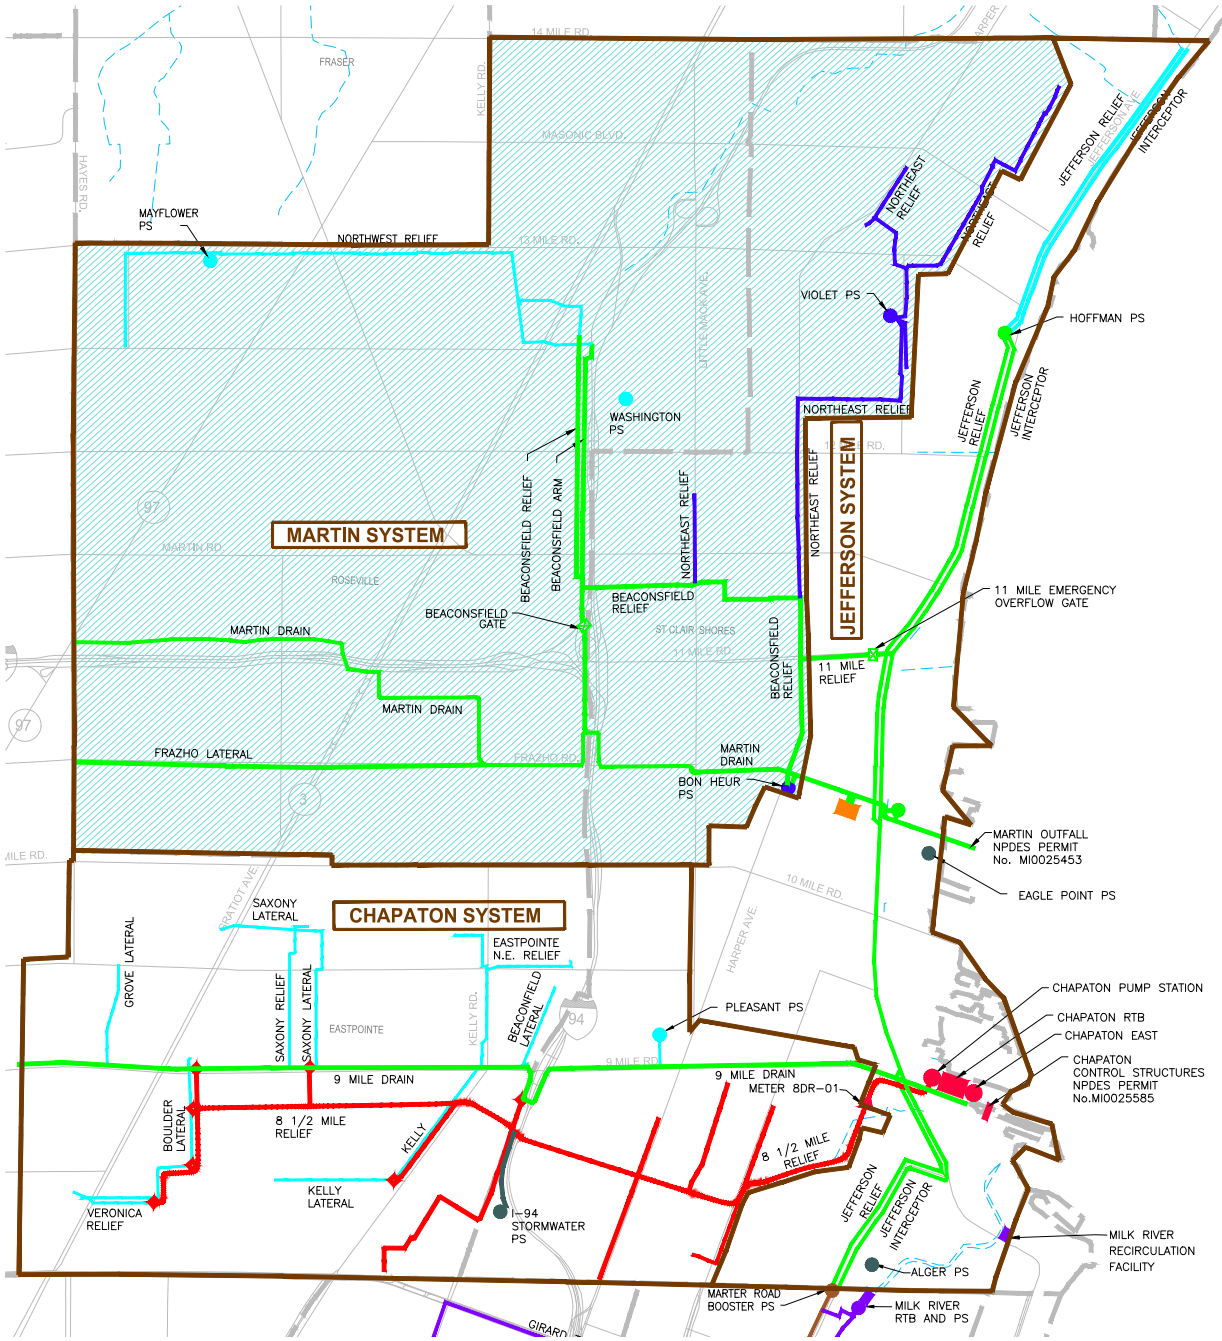 14 MILE RD.
HARPER
FRASER
KELLY RD.
MASONIC BLVD.
JEFFERSON RELIEF
JEFFERSON AVE.
JEFFERSON
INTERCEPTOR
HAYES RD.
NORTHEAST
RELIEF
NORTHEAST
RELIEF
MAYFLOWER
PS
NORTHWEST RELIEF
13 MILE RD.
LITTLE MACK AVE.
VIOLET PS
HOFFMAN PS
WASHINGTON
PS
NORTHEAST RELIEF
JEFFERSON
RELIEF
JEFFERSON
INTERCEPTOR
12 MILE RD.
NORTHEAST RELIEF
NORTHEAST RELIEF
JEFFERSON SYSTEM
BEACONSFIELD RELIEF
BEACONSFIELD ARM
97
MARTIN SYSTEM
MARTIN RD.
ROSEVILLE
BEACONSFIELD
RELIEF
11 MILE EMERGENCY
OVERFLOW GATE
BEACONSFIELD
GATE
MARTIN DRAIN
ST CLAIR SHORES
11 MILE RD.
BEACONSFIELD
RELIEF
11 MILE
RELIEF
97
MARTIN DRAIN
FRAZHO LATERAL
FRAZHO RD.
MARTIN
DRAIN
BON HEUR
PS
3
MARTIN OUTFALL
NPDES PERMIT
No. MI0025453
MILE RD.
10 MILE RD.
EAGLE POINT PS
GRATIOT AVE.
SAXONY
LATERAL
CHAPATON SYSTEM
HARPER AVE.
GROVE LATERAL
EASTPOINTE
N.E. RELIEF
SAXONY RELIEF
SAXONY LATERAL
EASTPOINTE
KELLY RD.
BEACONFIELD
LATERAL
94
PLEASANT PS
CHAPATON PUMP STATION
CHAPATON RTB
CHAPATON EAST
9 MILE RD.
9 MILE DRAIN
9 MILE DRAIN
METER 8DR-01
CHAPATON
CONTROL STRUCTURES
NPDES PERMIT
No.MI0025585
BOULDER
LATERAL
8 1/2 MILE
RELIEF
KELLY
8 1/2 MILE
RELIEF
VERONICA
RELIEF
KELLY
LATERAL
I-94
STORMWATER
PS
JEFFERSON
RELIEF
JEFFERSON
INTERCEPTOR
MILK RIVER
RECIRCULATION
FACILITY
ALGER PS
MARTER ROAD
BOOSTER PS
MILK RIVER
RTB AND PS
GIRARD